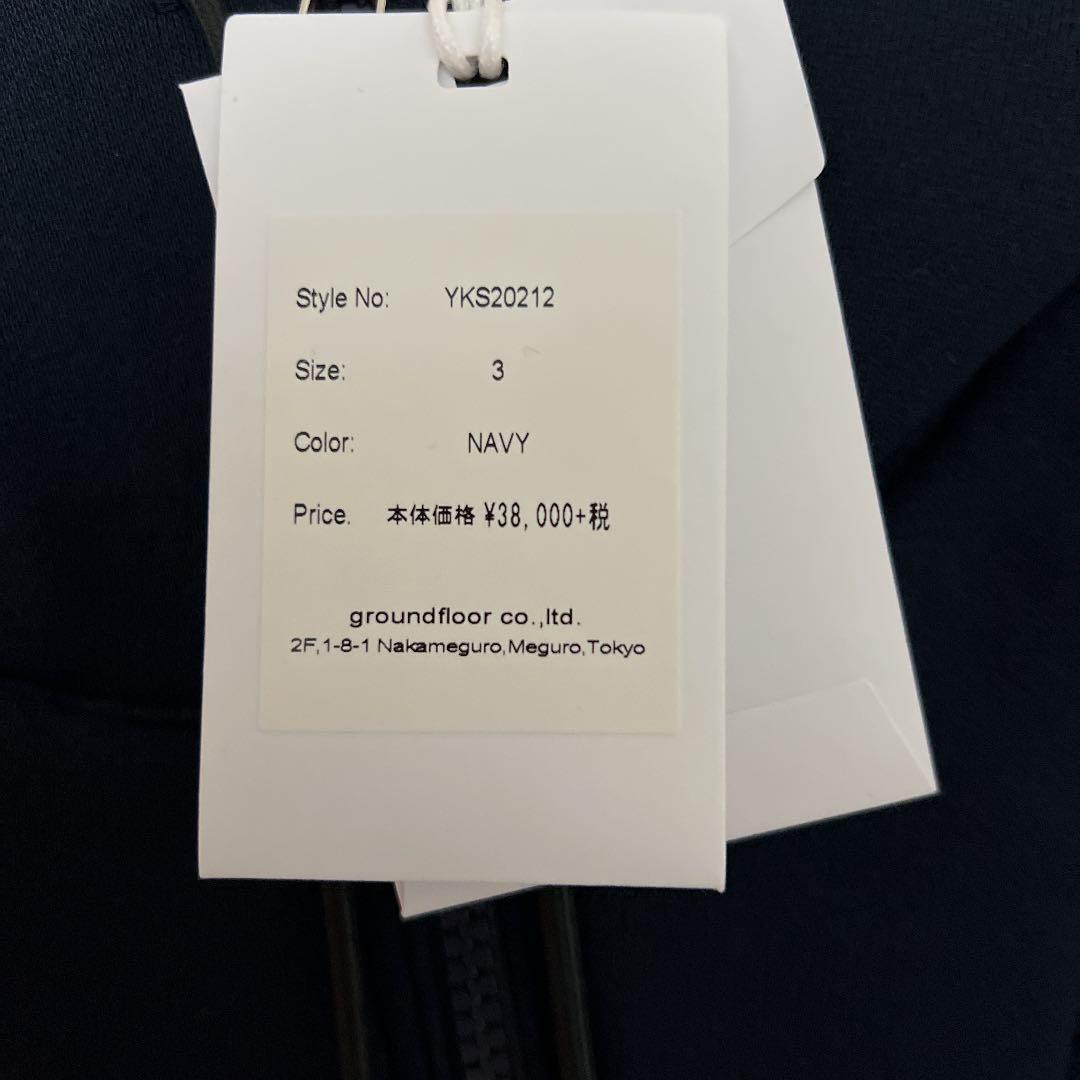 Style No: YKS20212
Size: 3
Color: NAVY
Price. 本体価格 ¥38,000+税
groundfloor co.,ltd.
2F,1-8-1 Nakameguro,Meguro,Tokyo